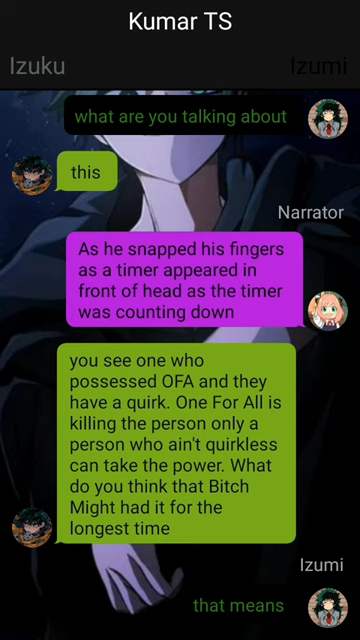 Kumar TS
Izuku
Izumi
what are you talking about
this
Narrator
As he snapped his fingers
as a timer appeared in
front of head as the timer
was counting down
you see one who
possessed OFA and they
have a quirk. One For All is
killing the person only a
person who ain't quirkless
can take the power. What
do you think that Bitch
Might had it for the
longest time
Izumi
that means